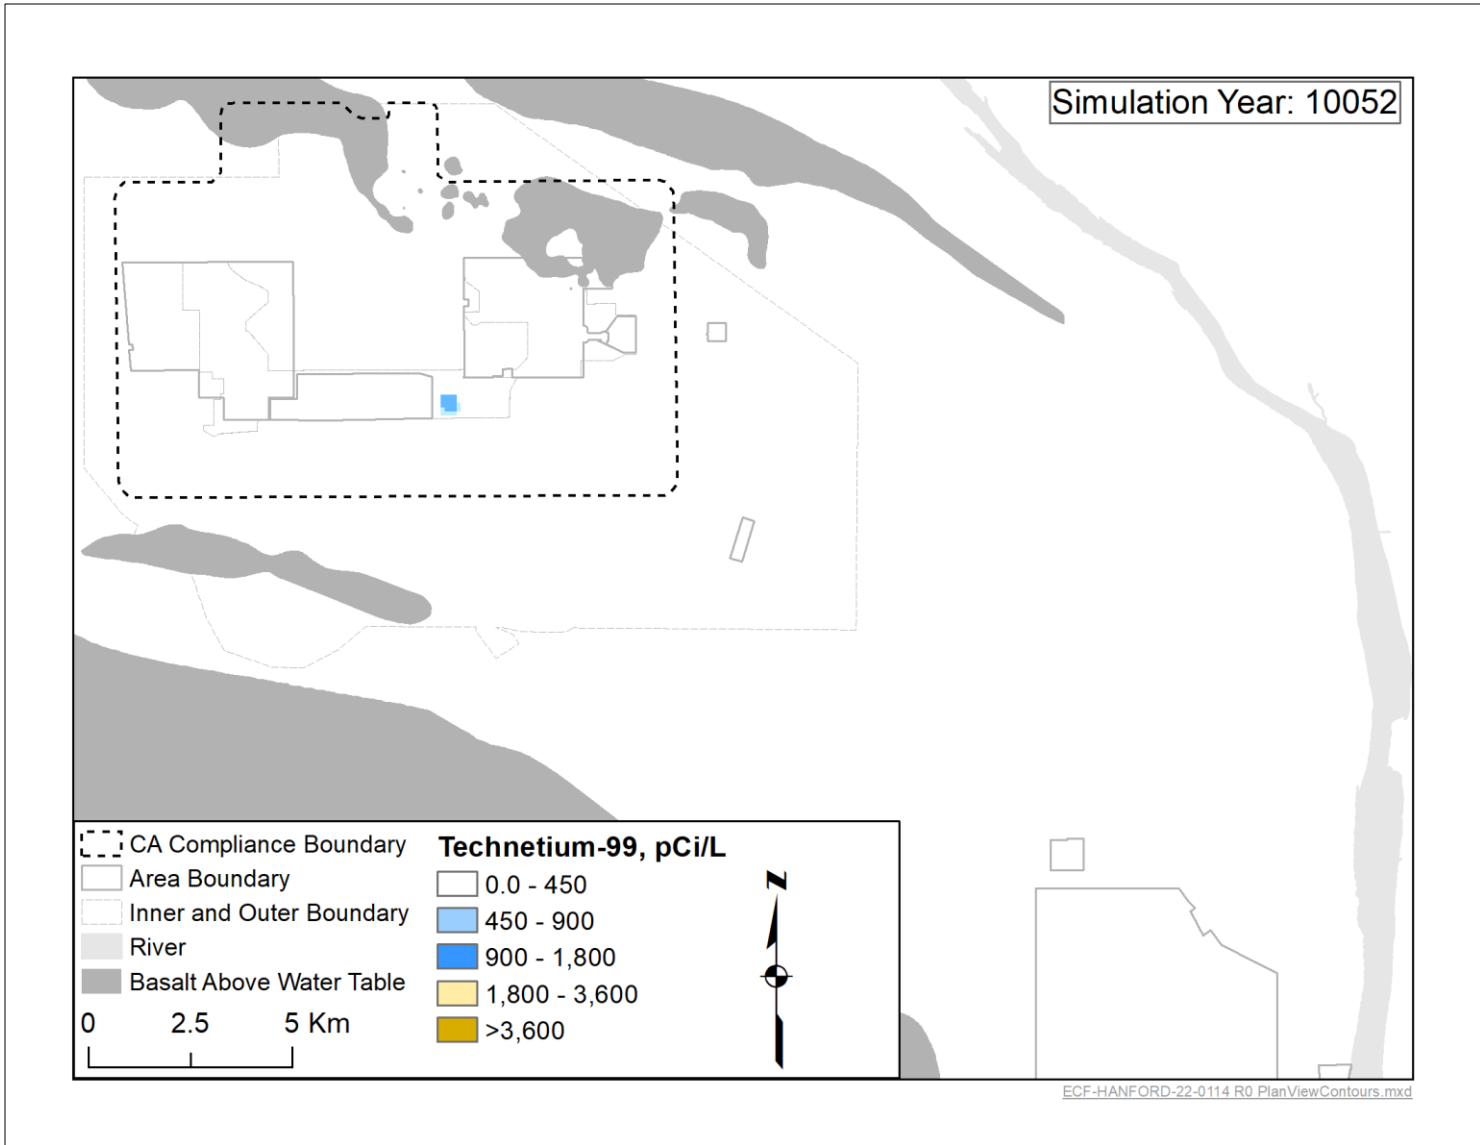 Simulation Year: 10052
CA Compliance Boundary
Area Boundary
Inner and Outer Boundary
River
Basalt Above Water Table
0 2.5 5 Km
Technetium-99, pCi/L
0.0 - 450
450 - 900
900 - 1,800
1,800 - 3,600
>3,600
N
ECF-HANFORD-22-0114 R0 PlanViewContours.mxd